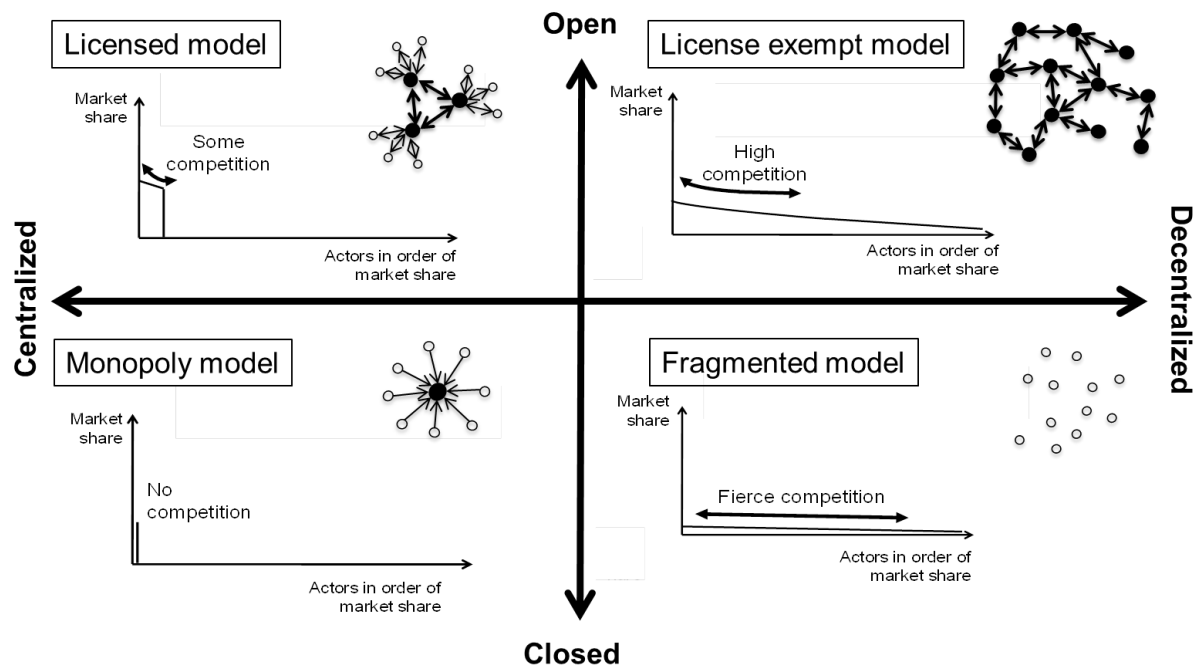 Open
Licensed model
Market
share
Some
competition
Actors in order of
market share
License exempt model
Market
share
High
competition
Actors in order of
market share
Centralized
Decentralized
Monopoly model
Market
share
No
competition
Actors in order of
market share
Fragmented model
Market
share
Fierce competition
Actors in order of
market share
Closed